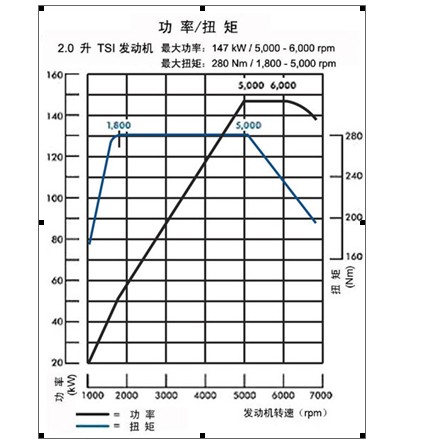 功 率/扭 矩
2.0 升 TSI 发动机 最大功率: 147 kW / 5,000 - 6,000 rpm
最大扭矩: 280 Nm / 1,800 - 5,000 rpm
5,000 6,000
1,800
5,000
160
140
120
100
80
60
40
20
功 率
(kW)
280
240
200
160
扭 矩
(Nm)
1000 2000 3000 4000 5000 6000 7000
发动机转速 (rpm)
= 功 率
= 扭 矩